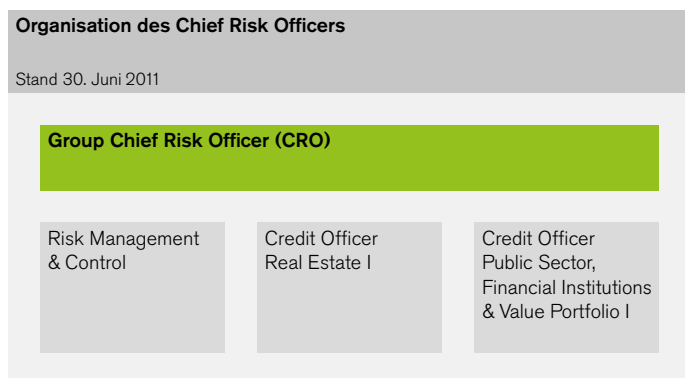 Organisation des Chief Risk Officers
Stand 30. Juni 2011
Group Chief Risk Officer (CRO)
Risk Management
& Control
Credit Officer
Real Estate I
Credit Officer
Public Sector,
Financial Institutions
& Value Portfolio I